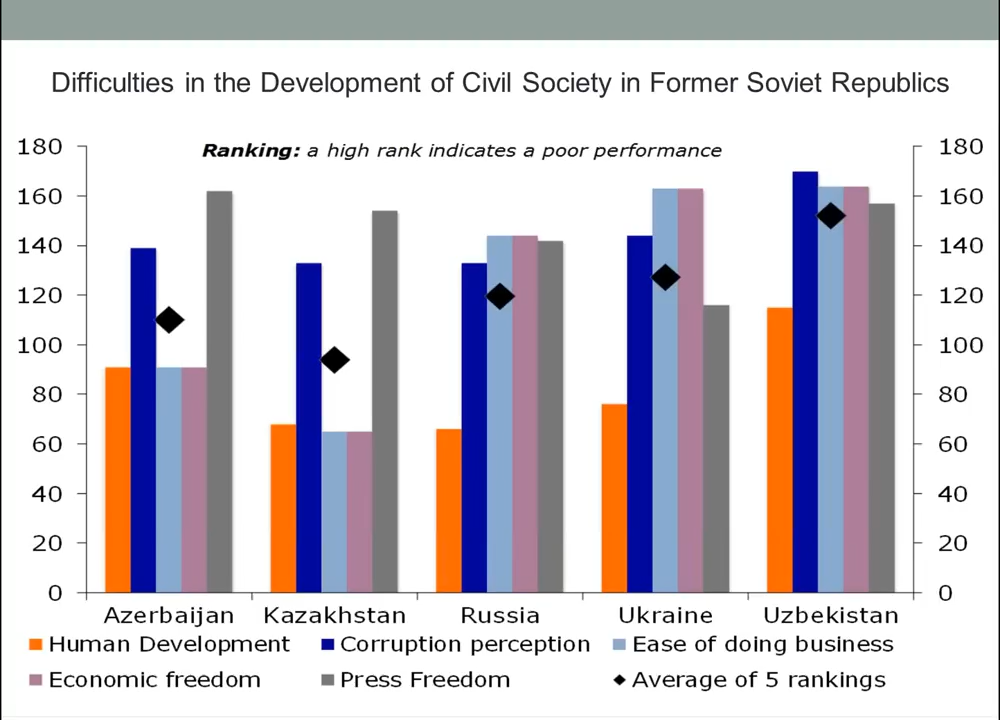 Difficulties in the Development of Civil Society in Former Soviet Republics
Ranking: a high rank indicates a poor performance
180 180
160 160
140 140
120 120
100 100
80 80
60 60
40 40
20 20
0 0
Azerbaijan Kazakhstan Russia Ukraine Uzbekistan
Human Development Corruption perception Ease of doing business
Economic freedom Press Freedom Average of 5 rankings